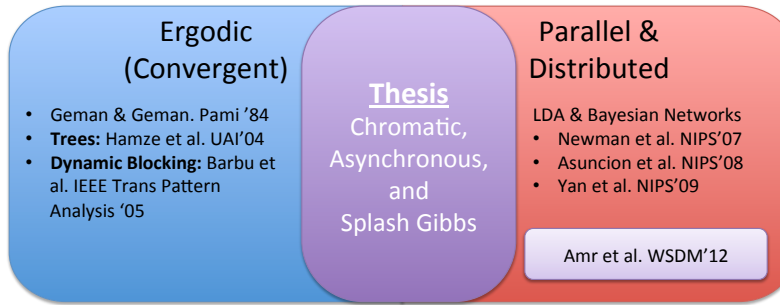 Ergodic
(Convergent)
• Geman & Geman. Pami ’84
• Trees: Hamze et al. UAI’04
• Dynamic Blocking: Barbu et
al. IEEE Trans Pattern
Analysis ‘05
Thesis
Chromatic,
Asynchronous,
and
Splash Gibbs
Parallel &
Distributed
LDA & Bayesian Networks
• Newman et al. NIPS’07
• Asuncion et al. NIPS’08
• Yan et al. NIPS’09
Amr et al. WSDM’12